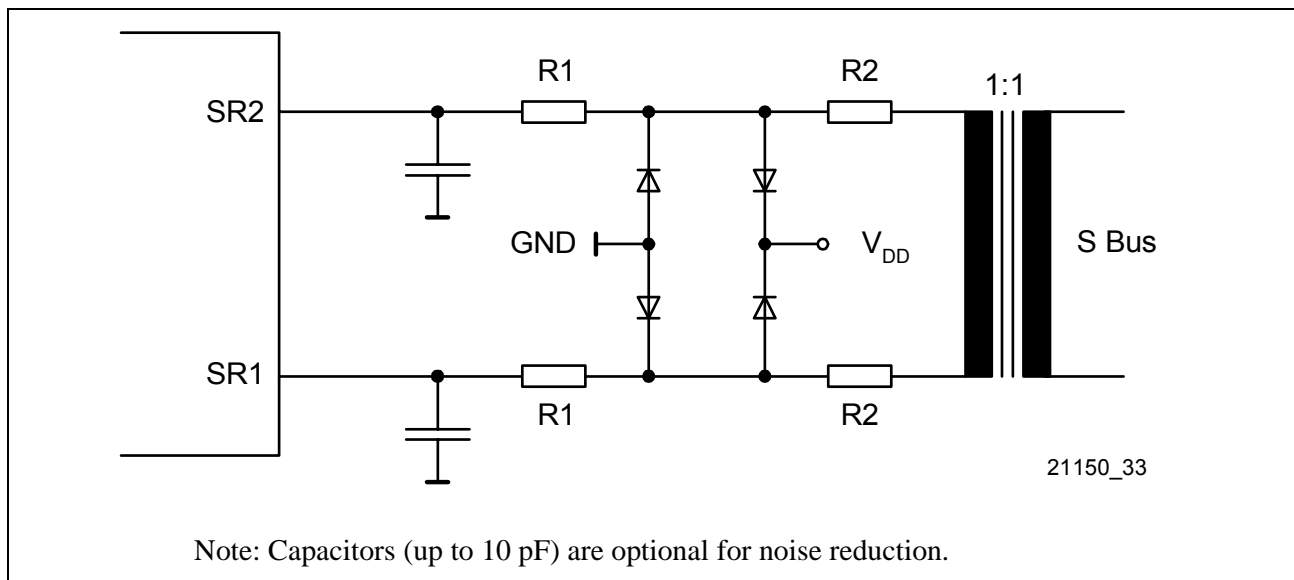 R1
R2
1:1
SR2
GND
V_DD
S Bus
SR1
R1
R2
21150_33
Note: Capacitors (up to 10 pF) are optional for noise reduction.